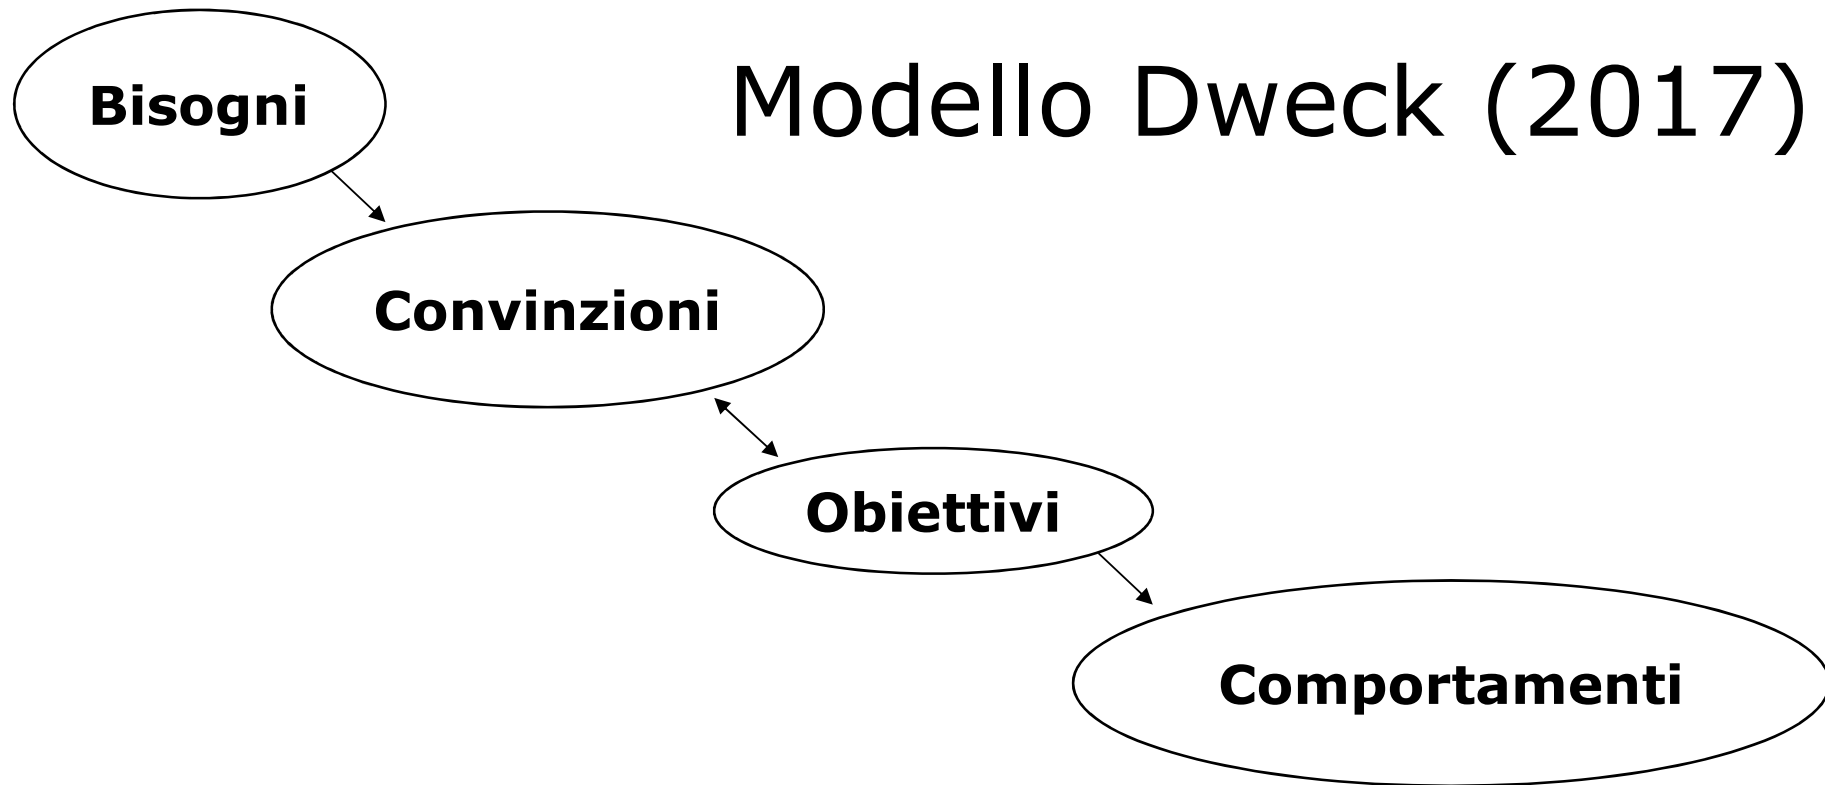 Bisogni
Modello Dweck (2017)
Convinzioni
Obiettivi
Comportamenti